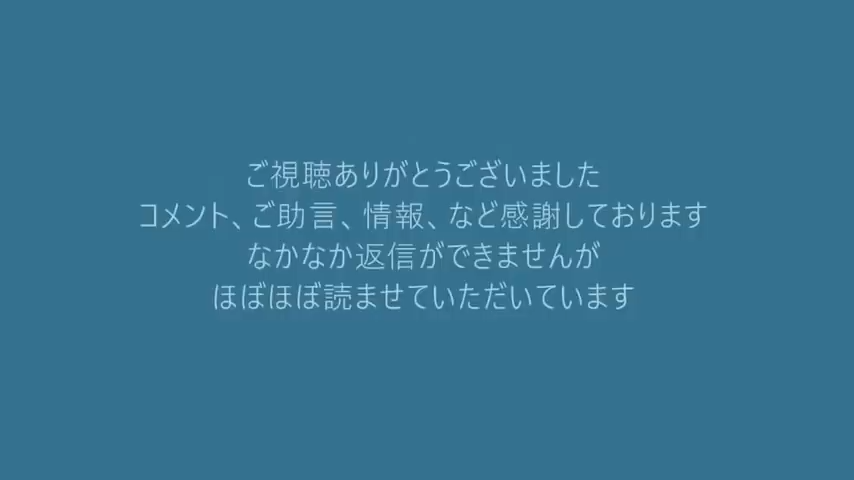 ご視聴ありがとうございました
コメント、ご助言、情報、など感謝しております
なかなか返信ができませんが
ほぼほぼ読ませていただいています